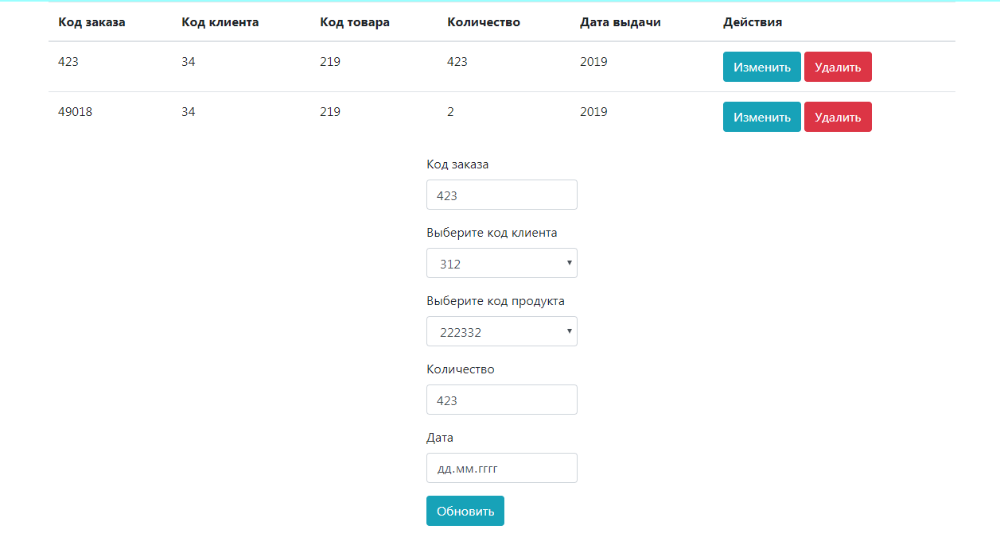 Код заказа Код клиента Код товара Количество Дата выдачи Действия
423 34 219 423 2019 Изменить Удалить
49018 34 219 2 2019 Изменить Удалить
Код заказа
423
Выберите код клиента
312
Выберите код продукта
222332
Количество
423
Дата
дд.мм.гггг
Обновить